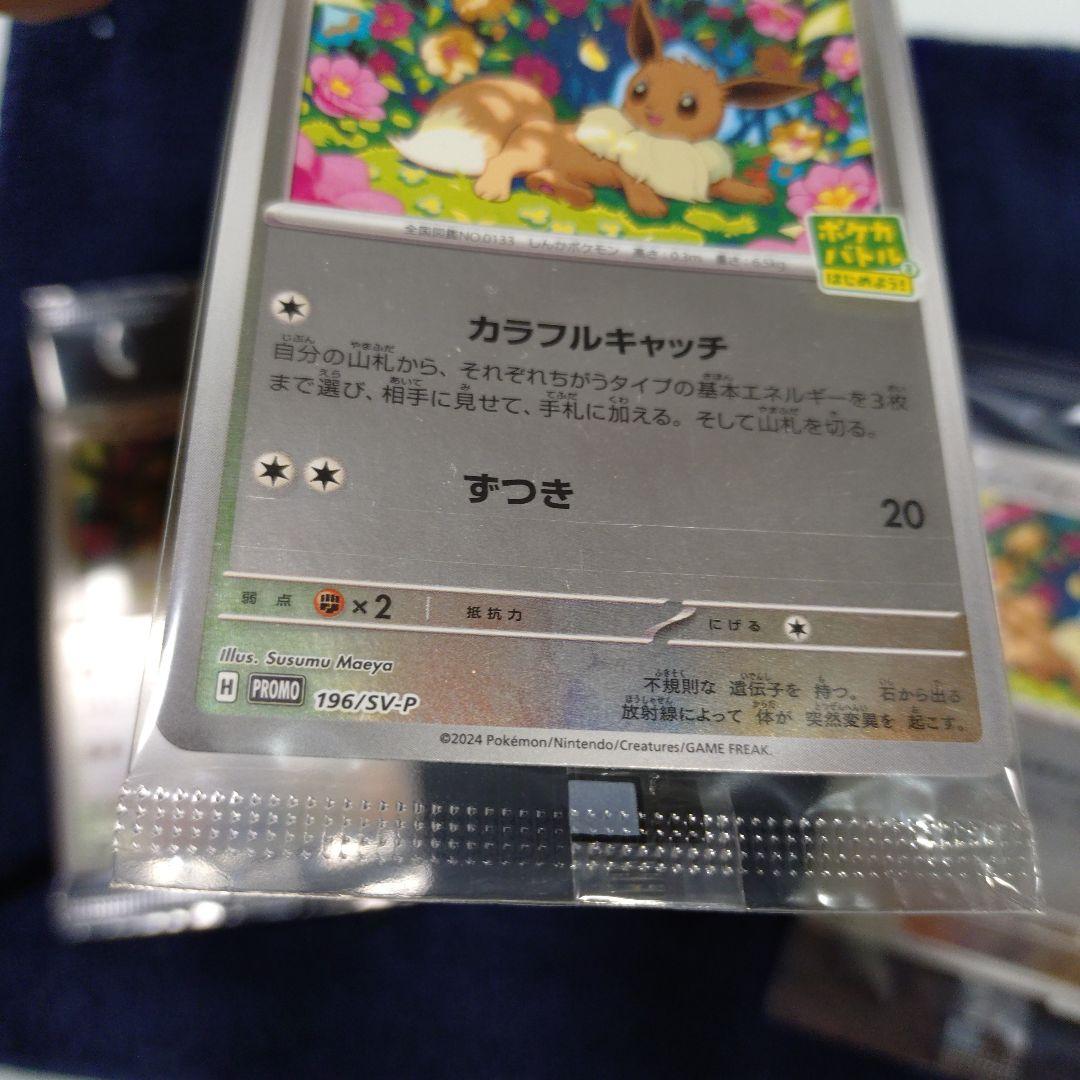 ポケカ
バトル
はじめよう!
全国図鑑NO.0133 しんかポケモン 高さ:0.3m 重さ:6.5kg
カラフルキャッチ
自分の山札から、それぞれちがうタイプの基本エネルギーを3枚
まで選び、相手に見せて、手札に加える。そして山札を切る。
ずつき 20
弱点 ×2 抵抗力 にげる
Illus. Susumu Maeya
H PROMO 196/SV-P
不規則な 遺伝子を 持つ。 石から出る
放射線によって 体が 突然変異を 起こす。
©2024 Pokémon/Nintendo/Creatures/GAME FREAK.